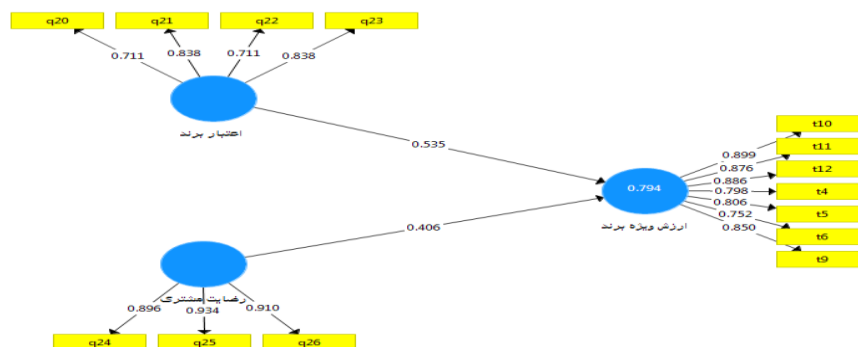 q20 q21 q22 q23
0.711 0.838 0.711 0.838
اعتبار برند
0.535
t10
t11
t12
t4
t5
t6
t9
0.899
0.876
0.886
0.798
0.806
0.752
0.850
0.794
ارزش ویژه برند
0.406
رضایت مشتری
0.896 0.934 0.910
q24 q25 q26